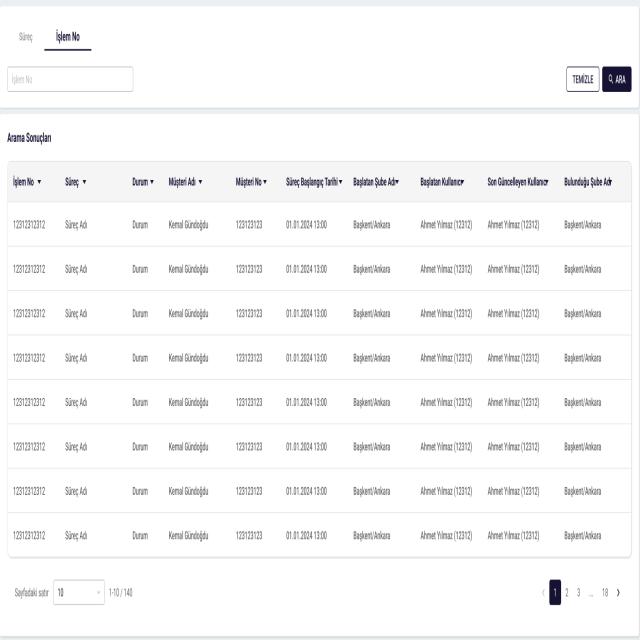 Süreç İşlem No
İşlem No TEMİZLE ARA
Arama Sonuçları
İşlem No Süreç Durum Müşteri Adı Müşteri No Süreç Başlangıç Tarihi Başlatan Şube Adı Başlatan Kullanıcı Son Güncelleyen Kullanıcı Bulunduğu Şube Adı
12312312312 Süreç Adı Durum Kemal Gündoğdu 123123123 01.01.2024 13:00 Başkent/Ankara Ahmet Yılmaz (12312) Ahmet Yılmaz (12312) Başkent/Ankara
12312312312 Süreç Adı Durum Kemal Gündoğdu 123123123 01.01.2024 13:00 Başkent/Ankara Ahmet Yılmaz (12312) Ahmet Yılmaz (12312) Başkent/Ankara
12312312312 Süreç Adı Durum Kemal Gündoğdu 123123123 01.01.2024 13:00 Başkent/Ankara Ahmet Yılmaz (12312) Ahmet Yılmaz (12312) Başkent/Ankara
12312312312 Süreç Adı Durum Kemal Gündoğdu 123123123 01.01.2024 13:00 Başkent/Ankara Ahmet Yılmaz (12312) Ahmet Yılmaz (12312) Başkent/Ankara
12312312312 Süreç Adı Durum Kemal Gündoğdu 123123123 01.01.2024 13:00 Başkent/Ankara Ahmet Yılmaz (12312) Ahmet Yılmaz (12312) Başkent/Ankara
12312312312 Süreç Adı Durum Kemal Gündoğdu 123123123 01.01.2024 13:00 Başkent/Ankara Ahmet Yılmaz (12312) Ahmet Yılmaz (12312) Başkent/Ankara
12312312312 Süreç Adı Durum Kemal Gündoğdu 123123123 01.01.2024 13:00 Başkent/Ankara Ahmet Yılmaz (12312) Ahmet Yılmaz (12312) Başkent/Ankara
12312312312 Süreç Adı Durum Kemal Gündoğdu 123123123 01.01.2024 13:00 Başkent/Ankara Ahmet Yılmaz (12312) Ahmet Yılmaz (12312) Başkent/Ankara
Sayfadaki satır 10 1-10 / 140 1 2 3 ... 18